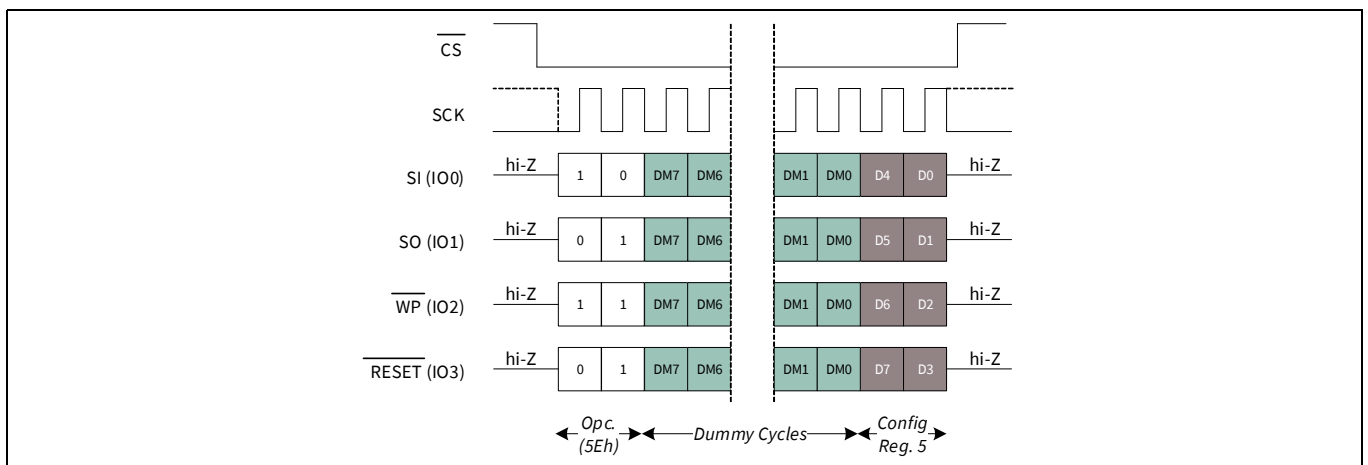 CS
SCK
SI (IO0) hi-Z 1 0 DM7 DM6 DM1 DM0 D4 D0 hi-Z
SO (IO1) hi-Z 0 1 DM7 DM6 DM1 DM0 D5 D1 hi-Z
WP (IO2) hi-Z 1 1 DM7 DM6 DM1 DM0 D6 D2 hi-Z
RESET (IO3) hi-Z 0 1 DM7 DM6 DM1 DM0 D7 D3 hi-Z
Opc. Dummy Cycles Config
(5Eh) Reg. 5